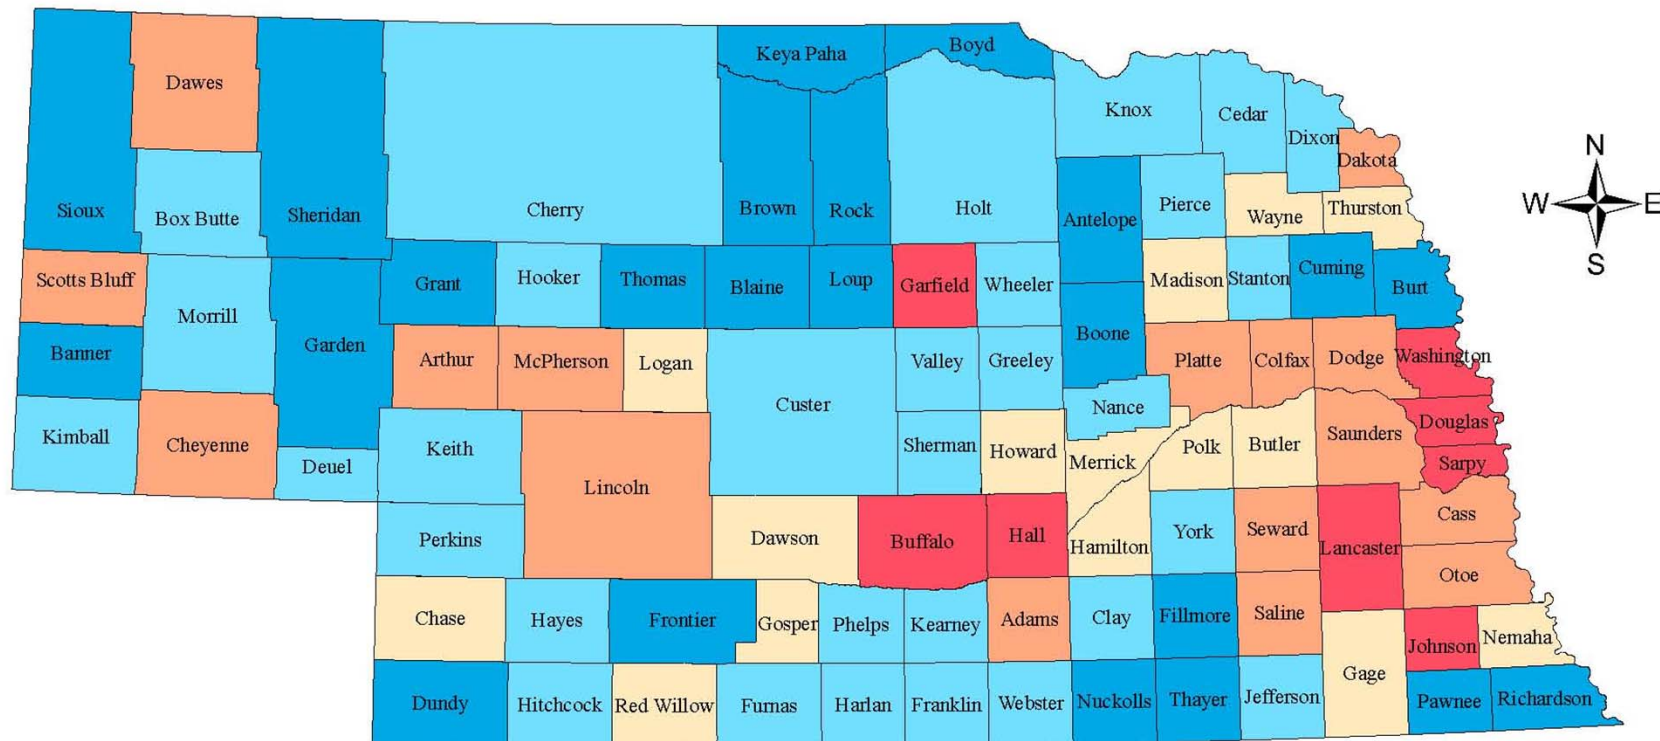 Keya Paha Boyd
Dawes
Knox Cedar
Dixon
N
Dakota
Sioux Box Butte Sheridan Cherry Brown Rock Holt Antelope Pierce Wayne Thurston
W E
S
Scotts Bluff Grant Hooker Thomas Blaine Loup Garfield Wheeler Madison Stanton Cuming Burt
Morrill
Banner Garden Arthur McPherson Logan Valley Greeley Boone Platte Colfax Dodge Washington
Custer Nance
Kimball Cheyenne Deuel Keith Sherman Howard Merrick Polk Butler Saunders Douglas
Sarpy
Lincoln
Perkins Dawson Buffalo Hall Hamilton York Seward Lancaster Cass
Otoe
Chase Hayes Frontier Gosper Phelps Kearney Adams Clay Fillmore Saline Johnson Nemaha
Gage
Dundy Hitchcock Red Willow Furnas Harlan Franklin Webster Nuckolls Thayer Jefferson Pawnee Richardson